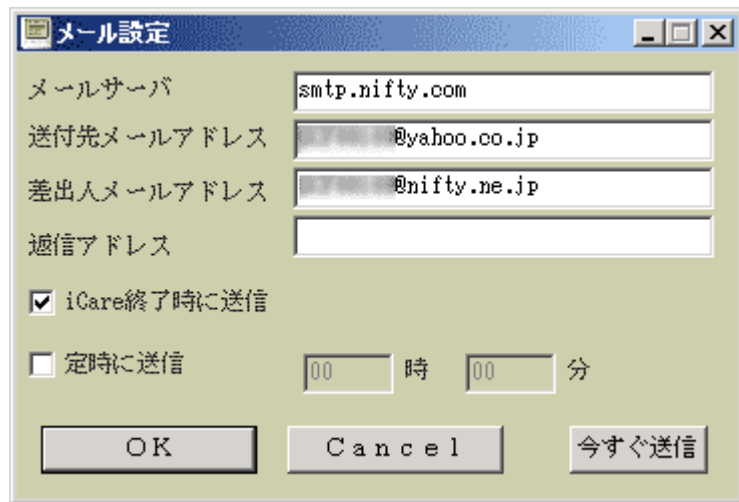 メール設定
メールサーバ smtp.nifty.com
送付先メールアドレス @yahoo.co.jp
差出人メールアドレス @nifty.ne.jp
返信アドレス
iCare終了時に送信
定時に送信 00 時 00 分
OK Cancel 今すぐ送信